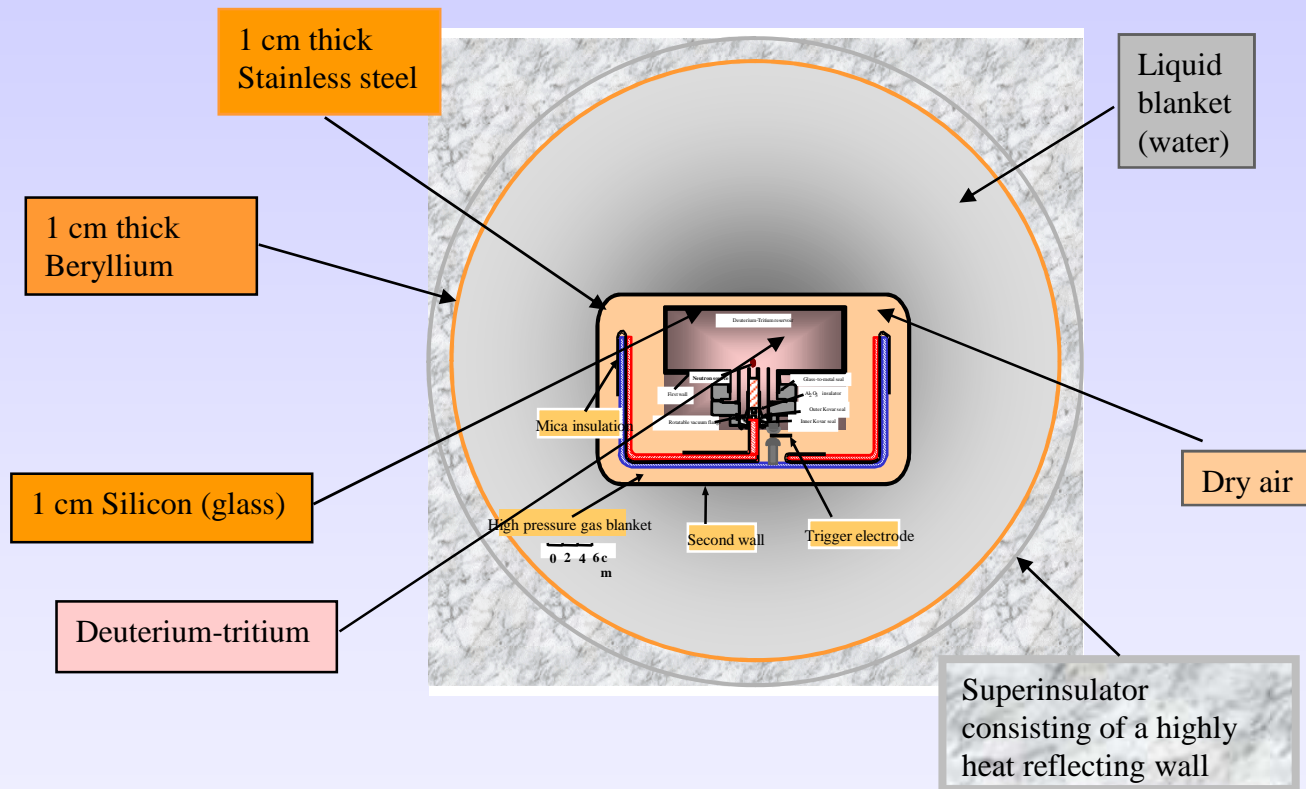 1 cm thick
Stainless steel
Liquid
blanket
(water)
1 cm thick
Beryllium
Deuterium-Tritium reservoir
Neutron
Glass-to-metal seal
First wall
Al2O3 insulator
Outer Kovar seal
Mica insulation
Rotatable vacuum
Inner Kovar seal
1 cm Silicon (glass)
Dry air
High pressure gas blanket
Second wall
Trigger electrode
0 2 4 6 c
m
Deuterium-tritium
Superinsulator
consisting of a highly
heat reflecting wall